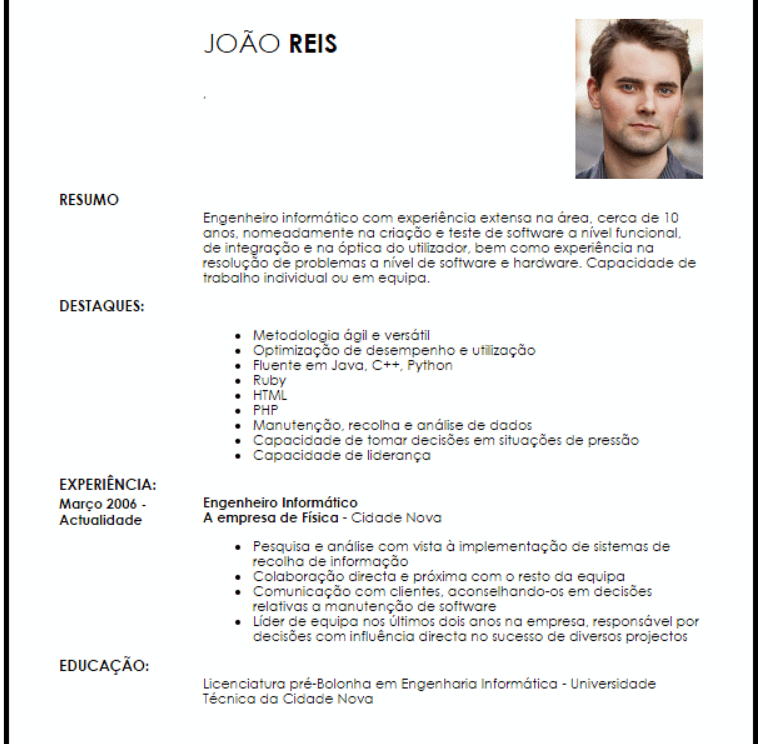 JOÃO REIS
.
RESUMO
Engenheiro informático com experiência extensa na área, cerca de 10
anos, nomeadamente na criação e teste de software a nível funcional,
de integração e na óptica do utilizador, bem como experiência na
resolução de problemas a nível de software e hardware. Capacidade de
trabalho individual ou em equipa.
DESTAQUES:
• Metodologia ágil e versátil
• Optimização de desempenho e utilização
• Fluente em Java, C++, Python
• Ruby
• HTML
• PHP
• Manutenção, recolha e análise de dados
• Capacidade de tomar decisões em situações de pressão
• Capacidade de liderança
EXPERIÊNCIA:
Março 2006 -
Actualidade
Engenheiro Informático
A empresa de Física - Cidade Nova
• Pesquisa e análise com vista à implementação de sistemas de
recolha de informação
• Colaboração directa e próxima com o resto da equipa
• Comunicação com clientes, aconselhando-os em decisões
relativas a manutenção de software
• Líder de equipa nos últimos dois anos na empresa, responsável por
decisões com influência directa no sucesso de diversos projectos
EDUCAÇÃO:
Licenciatura pré-Bolonha em Engenharia Informática - Universidade
Técnica da Cidade Nova